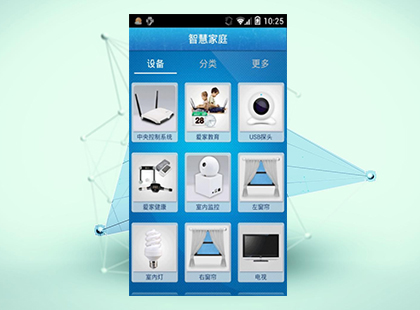 10:25
智慧家庭
设备 分类 更多
28
中央控制系统 爱家教育 USB探头
爱家健康 室内监控 左窗帘
室内灯 右窗帘 电视